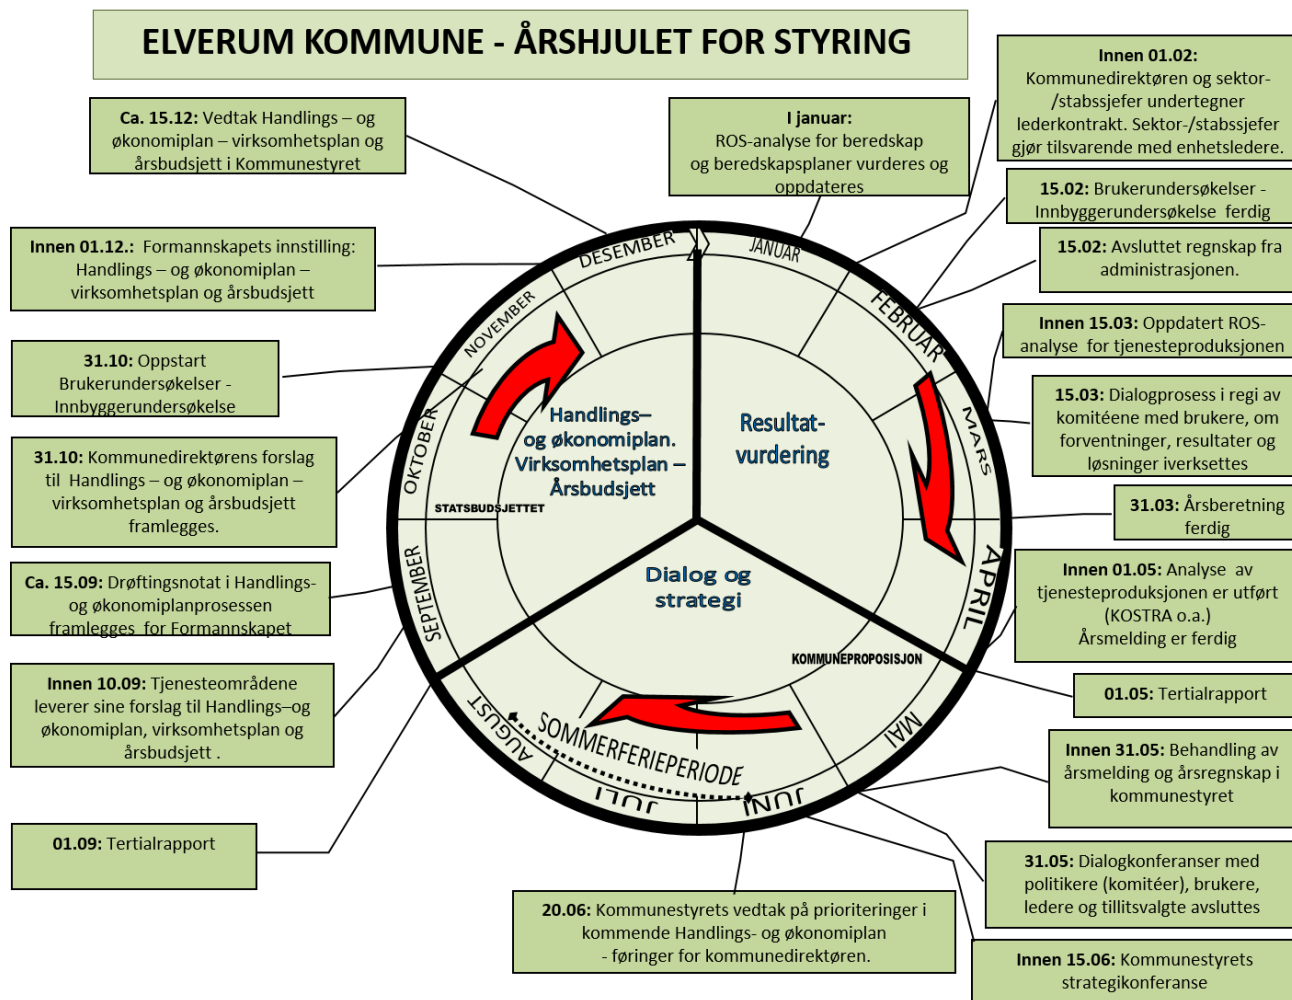 ELVERUM KOMMUNE - ÅRSHJULET FOR STYRING
Innen 01.02:
Kommunedirektøren og sektor-
/stabssjefer undertegner
lederkontrakt. Sektor-/stabssjefer
gjør tilsvarende med enhetsledere.
Ca. 15.12: Vedtak Handlings – og
økonomiplan – virksomhetsplan og
årsbudsjett i Kommunestyret
I januar:
ROS-analyse for beredskap
og beredskapsplaner vurderes og
oppdateres
15.02: Brukerundersøkelser -
Innbyggerundersøkelse ferdig
Innen 01.12.: Formannskapets innstilling:
Handlings – og økonomiplan –
virksomhetsplan og årsbudsjett
15.02: Avsluttet regnskap fra
administrasjonen.
Innen 15.03: Oppdatert ROS-
analyse for tjenesteproduksjonen
31.10: Oppstart
Brukerundersøkelser -
Innbyggerundersøkelse
15.03: Dialogprosess i regi av
komitéene med brukere, om
forventninger, resultater og
løsninger iverksettes
31.10: Kommunedirektørens forslag
til Handlings – og økonomiplan –
virksomhetsplan og årsbudsjett
framlegges.
31.03: Årsberetning
ferdig
Ca. 15.09: Drøftingsnotat i Handlings-
og økonomiplanprosessen
framlegges for Formannskapet
Innen 01.05: Analyse av
tjenesteproduksjonen er utført
(KOSTRA o.a.)
Årsmelding er ferdig
Innen 10.09: Tjenesteområdene
leverer sine forslag til Handlings–og
økonomiplan, virksomhetsplan og
årsbudsjett .
01.05: Tertialrapport
Innen 31.05: Behandling av
årsmelding og årsregnskap i
kommunestyret
01.09: Tertialrapport
31.05: Dialogkonferanser med
politikere (komitéer), brukere,
ledere og tillitsvalgte avsluttes
20.06: Kommunestyrets vedtak på prioriteringer i
kommende Handlings- og økonomiplan
- føringer for kommunedirektøren.
Innen 15.06: Kommunestyrets
strategikonferanse
JANUAR
FEBRUAR
MARS
APRIL
MAI
JUNI
JULI
AUGUST
SEPTEMBER
OKTOBER
NOVEMBER
DESEMBER
Handlings–
og økonomiplan.
Virksomhetsplan –
Årsbudsjett
Resultat-
vurdering
STATSBUDSJETTET
Dialog og
strategi
KOMMUNEPROPOSISJON
SOMMERFERIEPERIODE